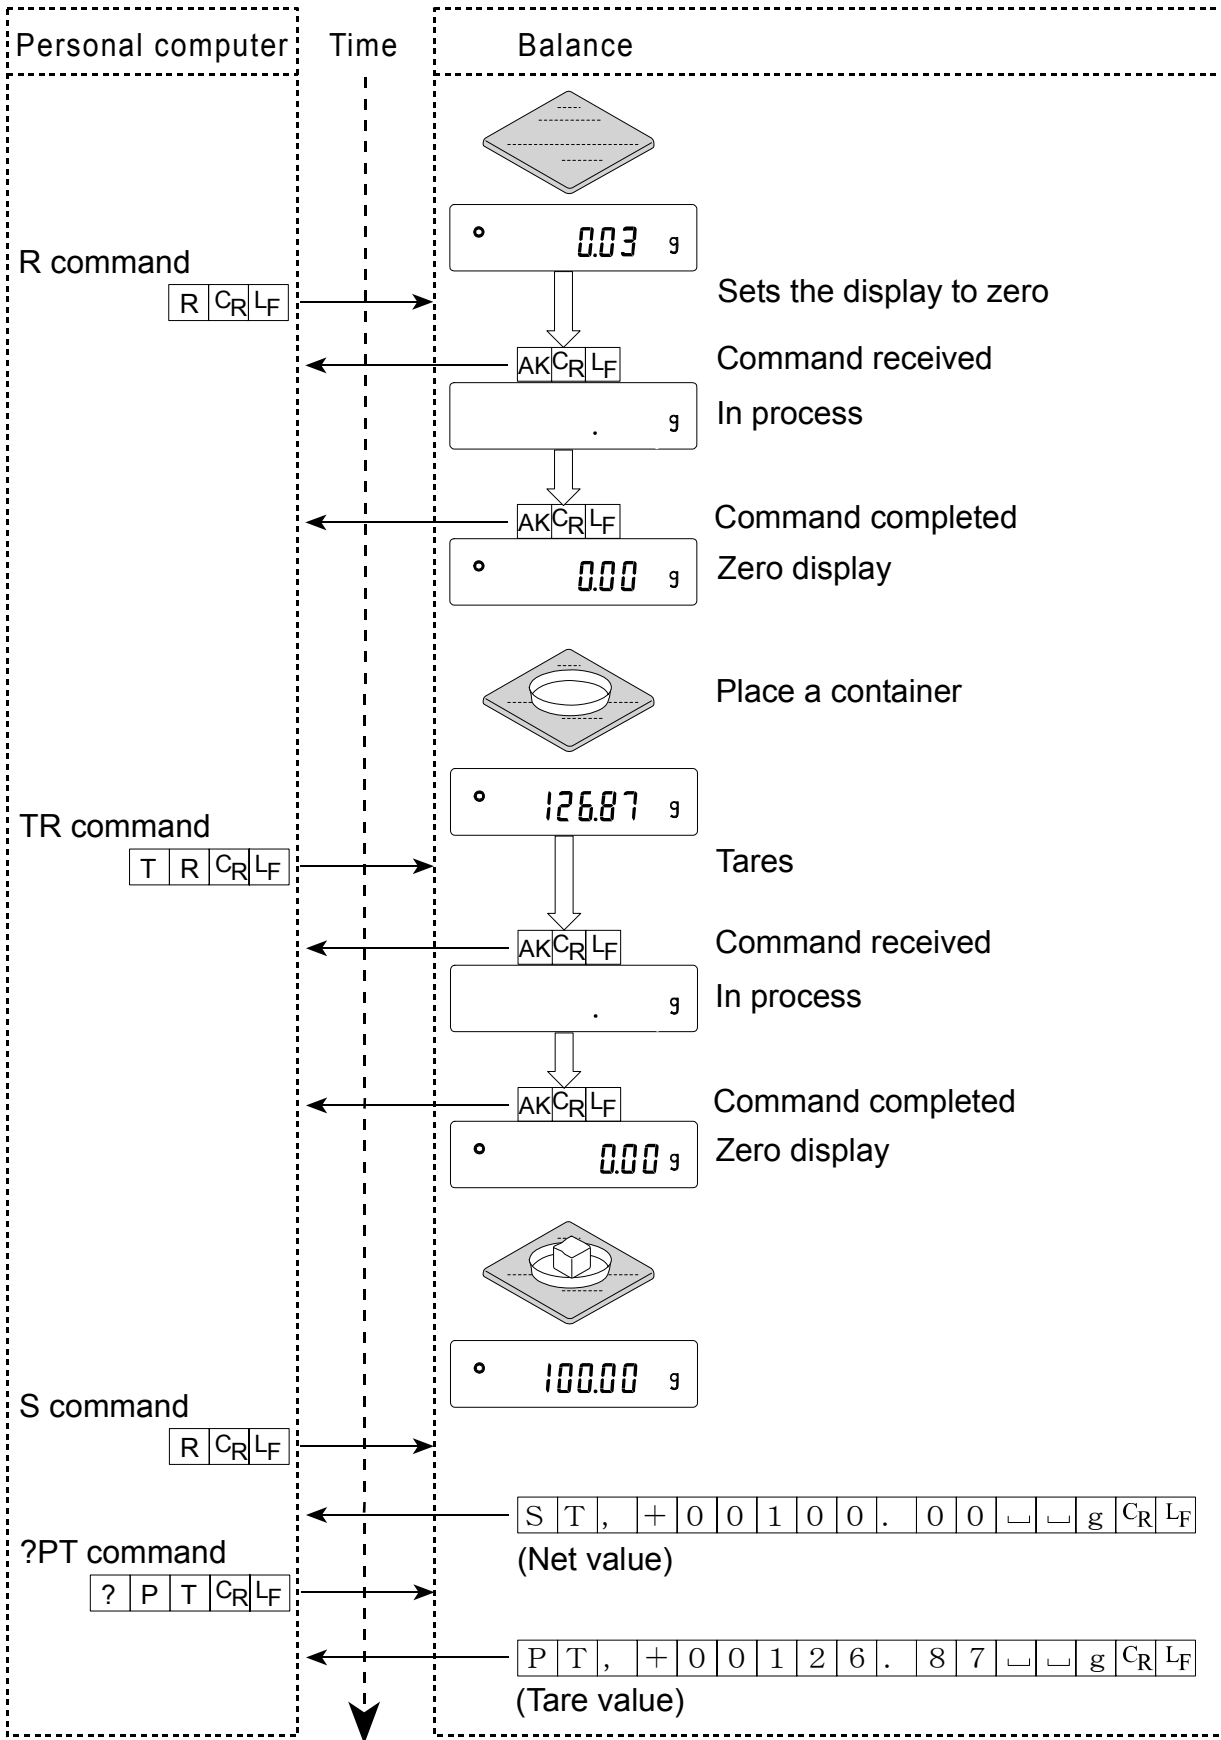 Personal computer Time Balance
0.03 g
R command
R CR LF Sets the display to zero
AK CR LF Command received
. g In process
AK CR LF Command completed
0.00 g Zero display
Place a container
126.87 g
TR command
T R CR LF Tares
AK CR LF Command received
. g In process
AK CR LF Command completed
0.00 g Zero display
100.00 g
S command
R CR LF
S T , + 0 0 1 0 0 . 0 0 ␣ ␣ g CR LF
(Net value)
?PT command
? P T CR LF
P T , + 0 0 1 2 6 . 8 7 ␣ ␣ g CR LF
(Tare value)